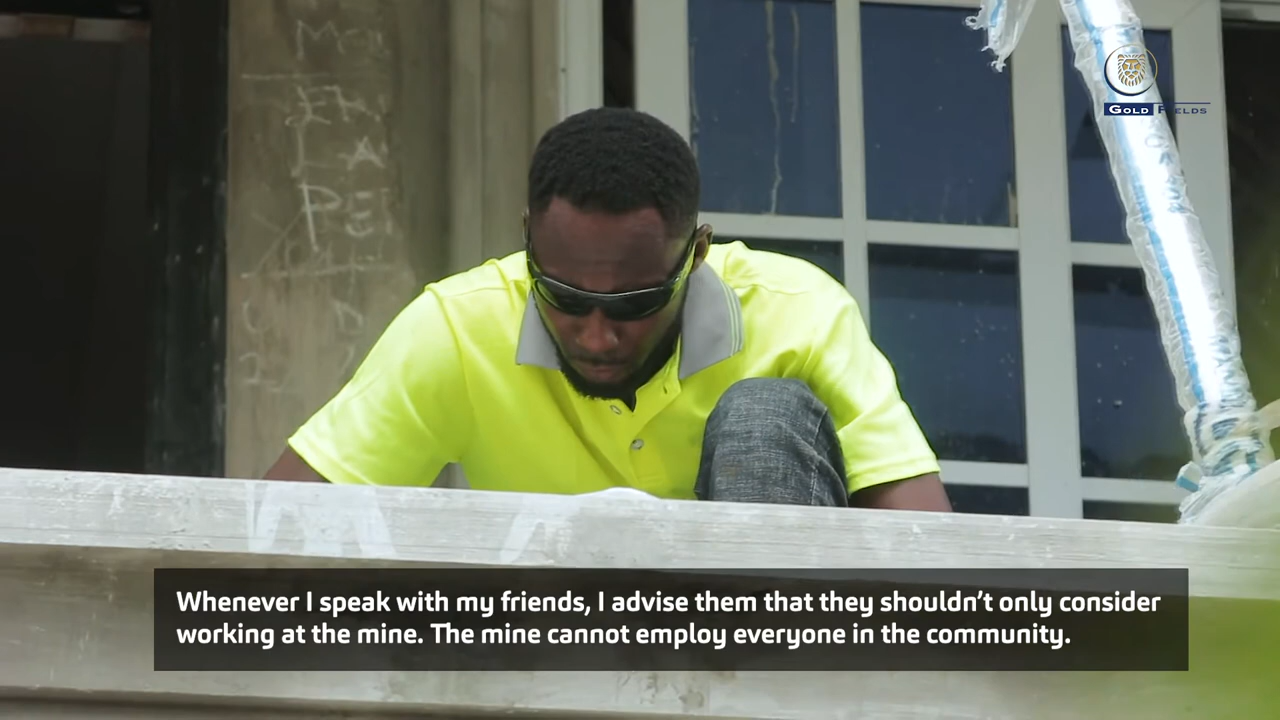 GOLD FIELDS
Whenever I speak with my friends, I advise them that they shouldn't only consider
working at the mine. The mine cannot employ everyone in the community.